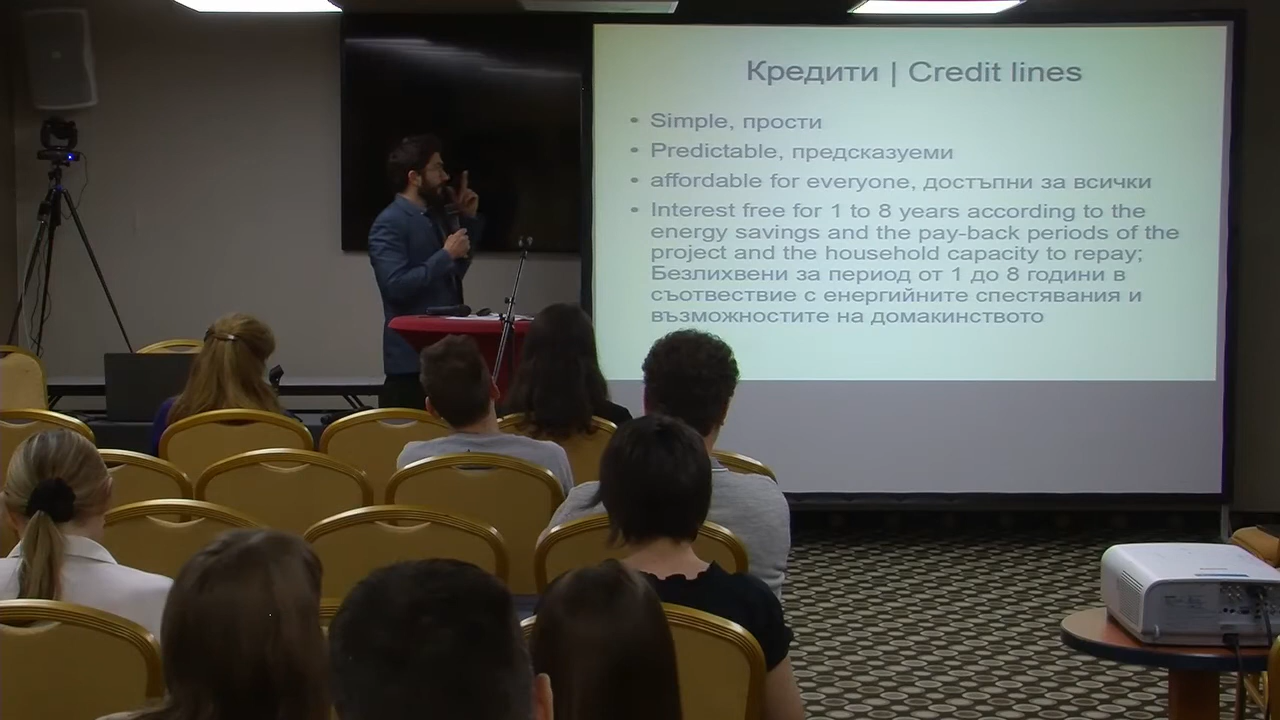 Кредити | Credit lines
• Simple, прости
• Predictable, предсказуеми
• affordable for everyone, достъпни за всички
• Interest free for 1 to 8 years according to the
energy savings and the pay-back periods of the
project and the household capacity to repay;
Безлихвени за период от 1 до 8 години в
съотвествие с енергийните спестявания и
възможностите на домакинството